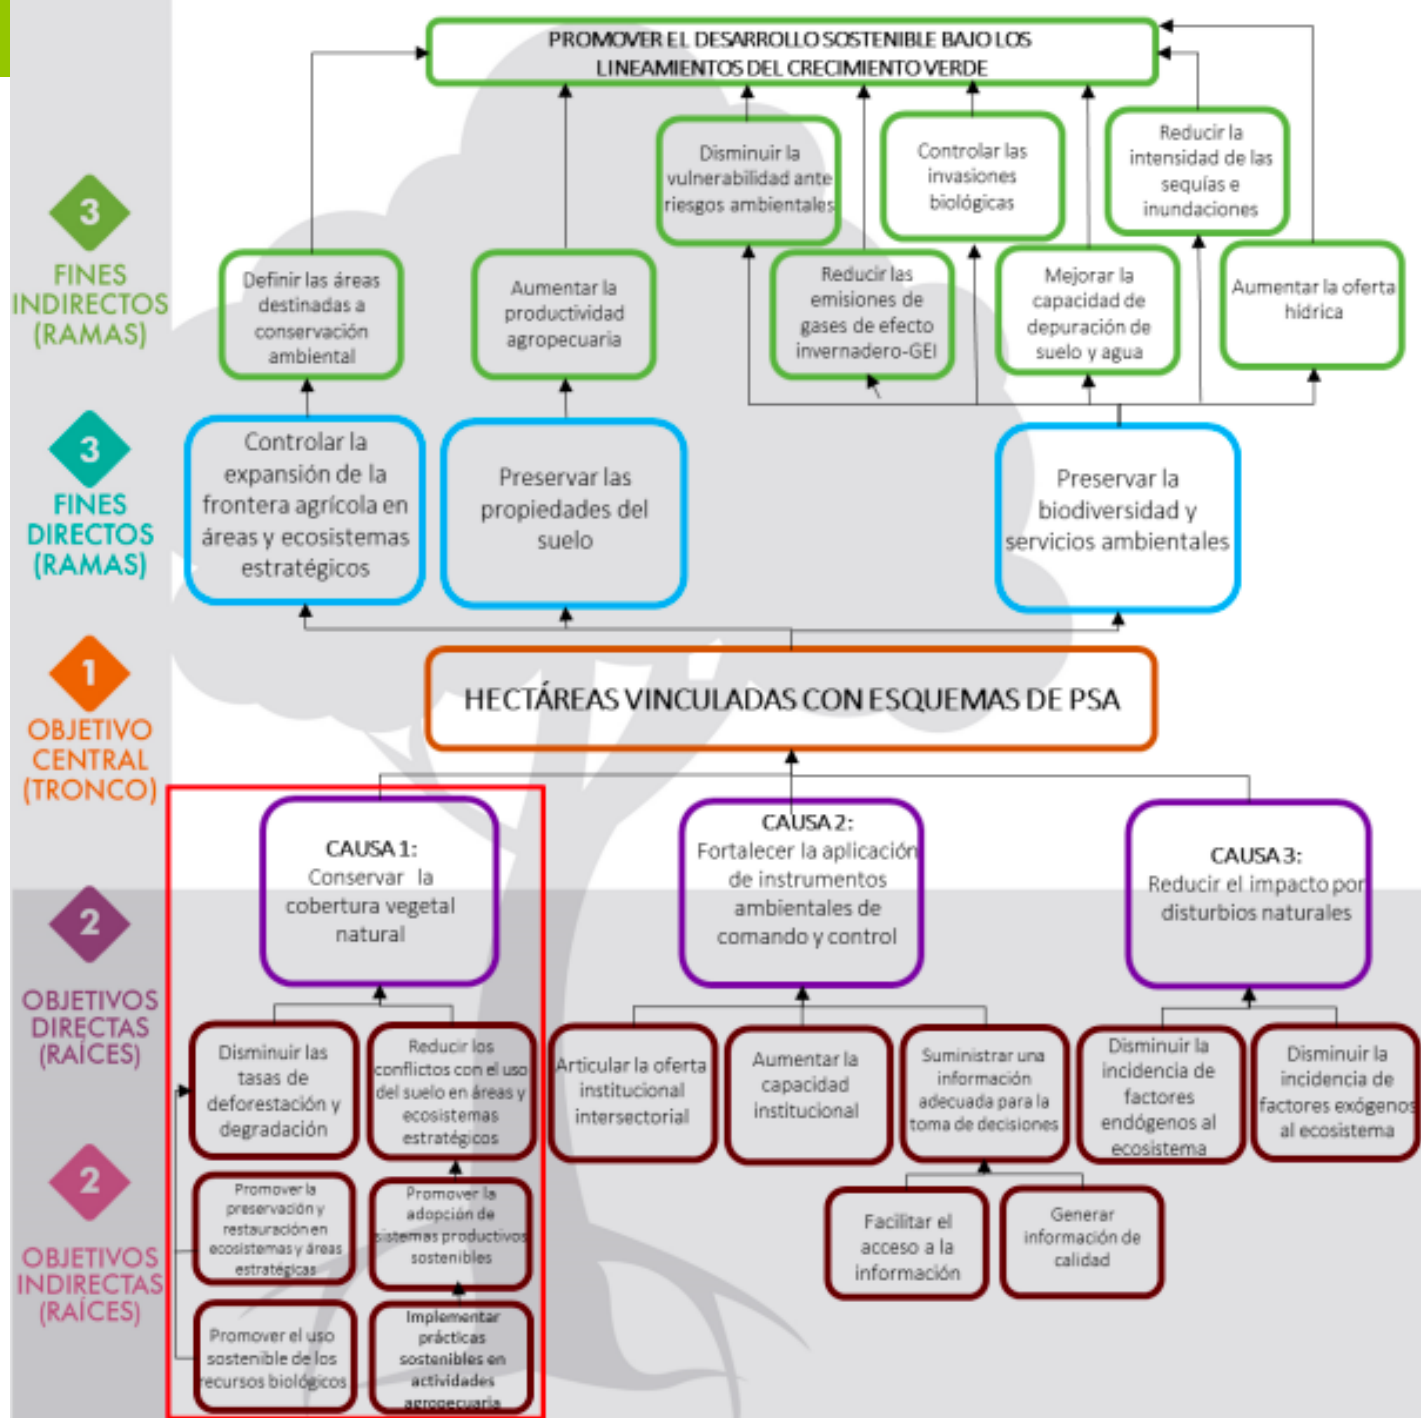 PROMOVER EL DESARROLLO SOSTENIBLE BAJO LOS
LINEAMIENTOS DEL CRECIMIENTO VERDE
3
FINES
INDIRECTOS
(RAMAS)
Disminuir la
vulnerabilidad ante
riesgos ambientales
Controlar las
invasiones
biológicas
Reducir la
intensidad de las
sequías e
inundaciones
Definir las áreas
destinadas a
conservación
ambiental
Aumentar la
productividad
agropecuaria
Reducir las
emisiones de
gases de efecto
invernadero-GEI
Mejorar la
capacidad de
depuración de
suelo y agua
Aumentar la oferta
hídrica
3
FINES
DIRECTOS
(RAMAS)
Controlar la
expansión de la
frontera agrícola en
áreas y ecosistemas
estratégicos
Preservar las
propiedades del
suelo
Preservar la
biodiversidad y
servicios ambientales
1
OBJETIVO
CENTRAL
(TRONCO)
HECTÁREAS VINCULADAS CON ESQUEMAS DE PSA
2
OBJETIVOS
DIRECTAS
(RAÍCES)
CAUSA 1:
Conservar la
cobertura vegetal
natural
CAUSA 2:
Fortalecer la aplicación
de instrumentos
ambientales de
comando y control
CAUSA 3:
Reducir el impacto por
disturbios naturales
Disminuir las
tasas de
deforestación y
degradación
Reducir los
conflictos con el uso
del suelo en áreas y
ecosistemas
estratégicos
Articular la oferta
institucional
intersectorial
Aumentar la
capacidad
institucional
Suministrar una
información
adecuada para la
toma de decisiones
Disminuir la
incidencia de
factores
endógenos al
ecosistema
Disminuir la
incidencia de
factores exógenos
al ecosistema
2
OBJETIVOS
INDIRECTAS
(RAÍCES)
Promover la
preservación y
restauración en
ecosistemas y áreas
estratégicas
Promover la
adopción de
sistemas productivos
sostenibles
Facilitar el
acceso a la
información
Generar
información de
calidad
Promover el uso
sostenible de los
recursos biológicos
Implementar
prácticas
sostenibles en
actividades
agropecuaria